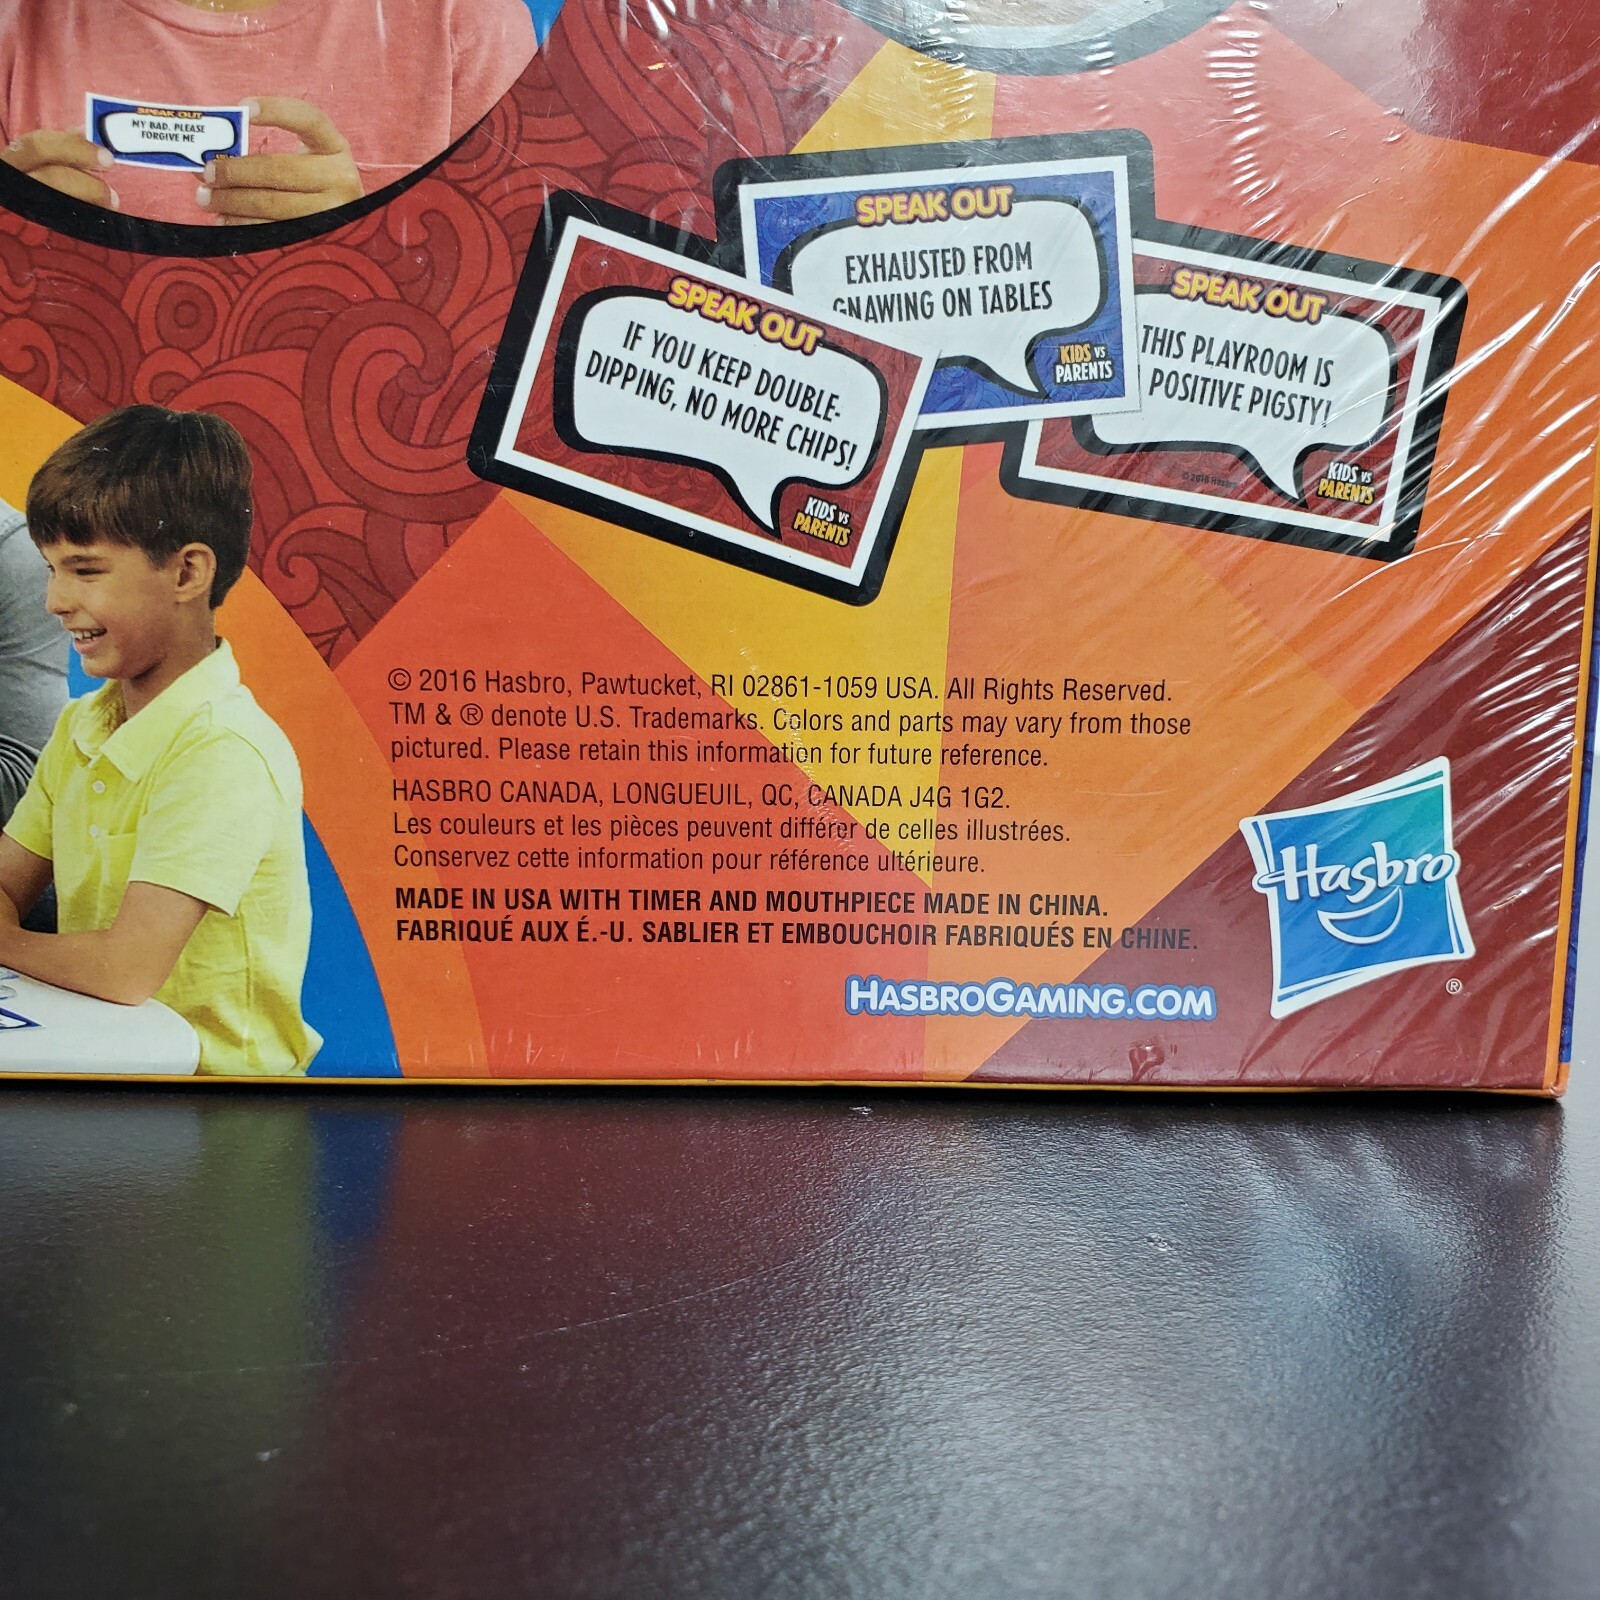 SPEAK OUT
MY BAD. PLEASE
FORGIVE ME
SPEAK OUT
IF YOU KEEP DOUBLE-
DIPPING, NO MORE CHIPS!
KIDS VS
PARENTS
SPEAK OUT
EXHAUSTED FROM
GNAWING ON TABLES
KIDS VS
PARENTS
SPEAK OUT
THIS PLAYROOM IS
POSITIVE PIGSTY!
© 2016 Hasbro
KIDS VS
PARENTS
© 2016 Hasbro, Pawtucket, RI 02861-1059 USA. All Rights Reserved.
TM & ® denote U.S. Trademarks. Colors and parts may vary from those
pictured. Please retain this information for future reference.
HASBRO CANADA, LONGUEUIL, QC, CANADA J4G 1G2.
Les couleurs et les pièces peuvent différer de celles illustrées.
Conservez cette information pour référence ultérieure.
MADE IN USA WITH TIMER AND MOUTHPIECE MADE IN CHINA.
FABRIQUÉ AUX É.-U. SABLIER ET EMBOUCHOIR FABRIQUÉS EN CHINE.
HASBROGAMING.COM
Hasbro
®